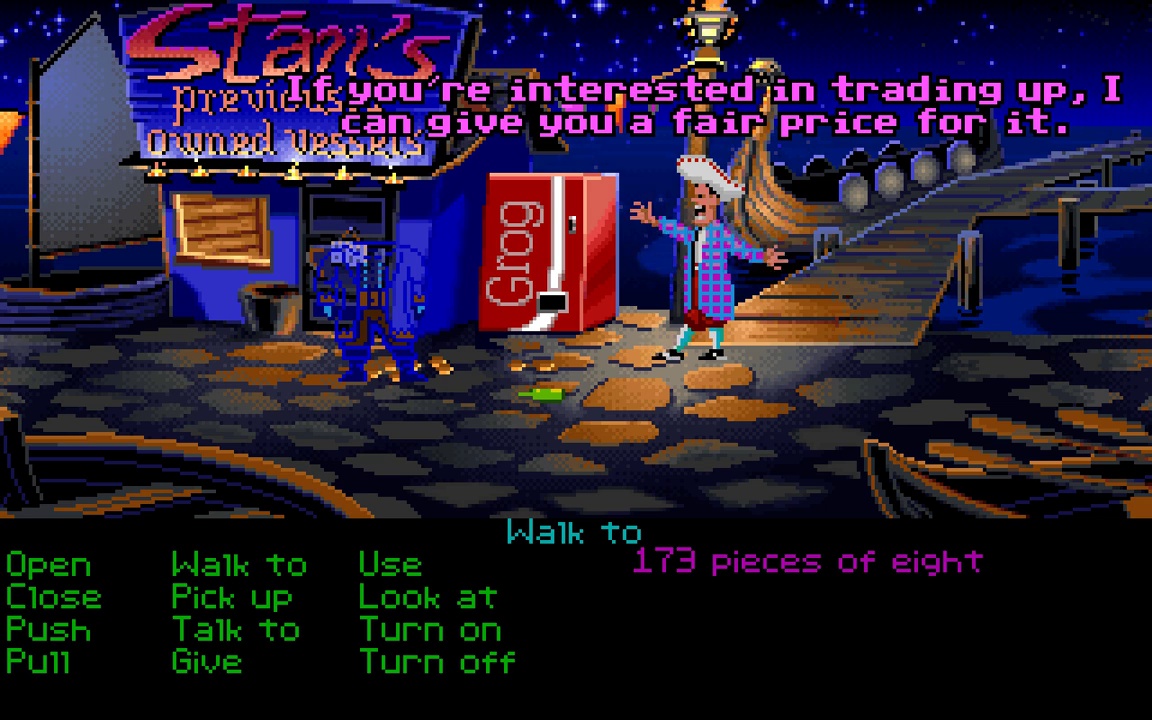 Stan's
Previously
Owned Vessels
If you're interested in trading up, I
can give you a fair price for it.
Grog
Walk to
Open Walk to Use 173 pieces of eight
Close Pick up Look at
Push Talk to Turn on
Pull Give Turn off